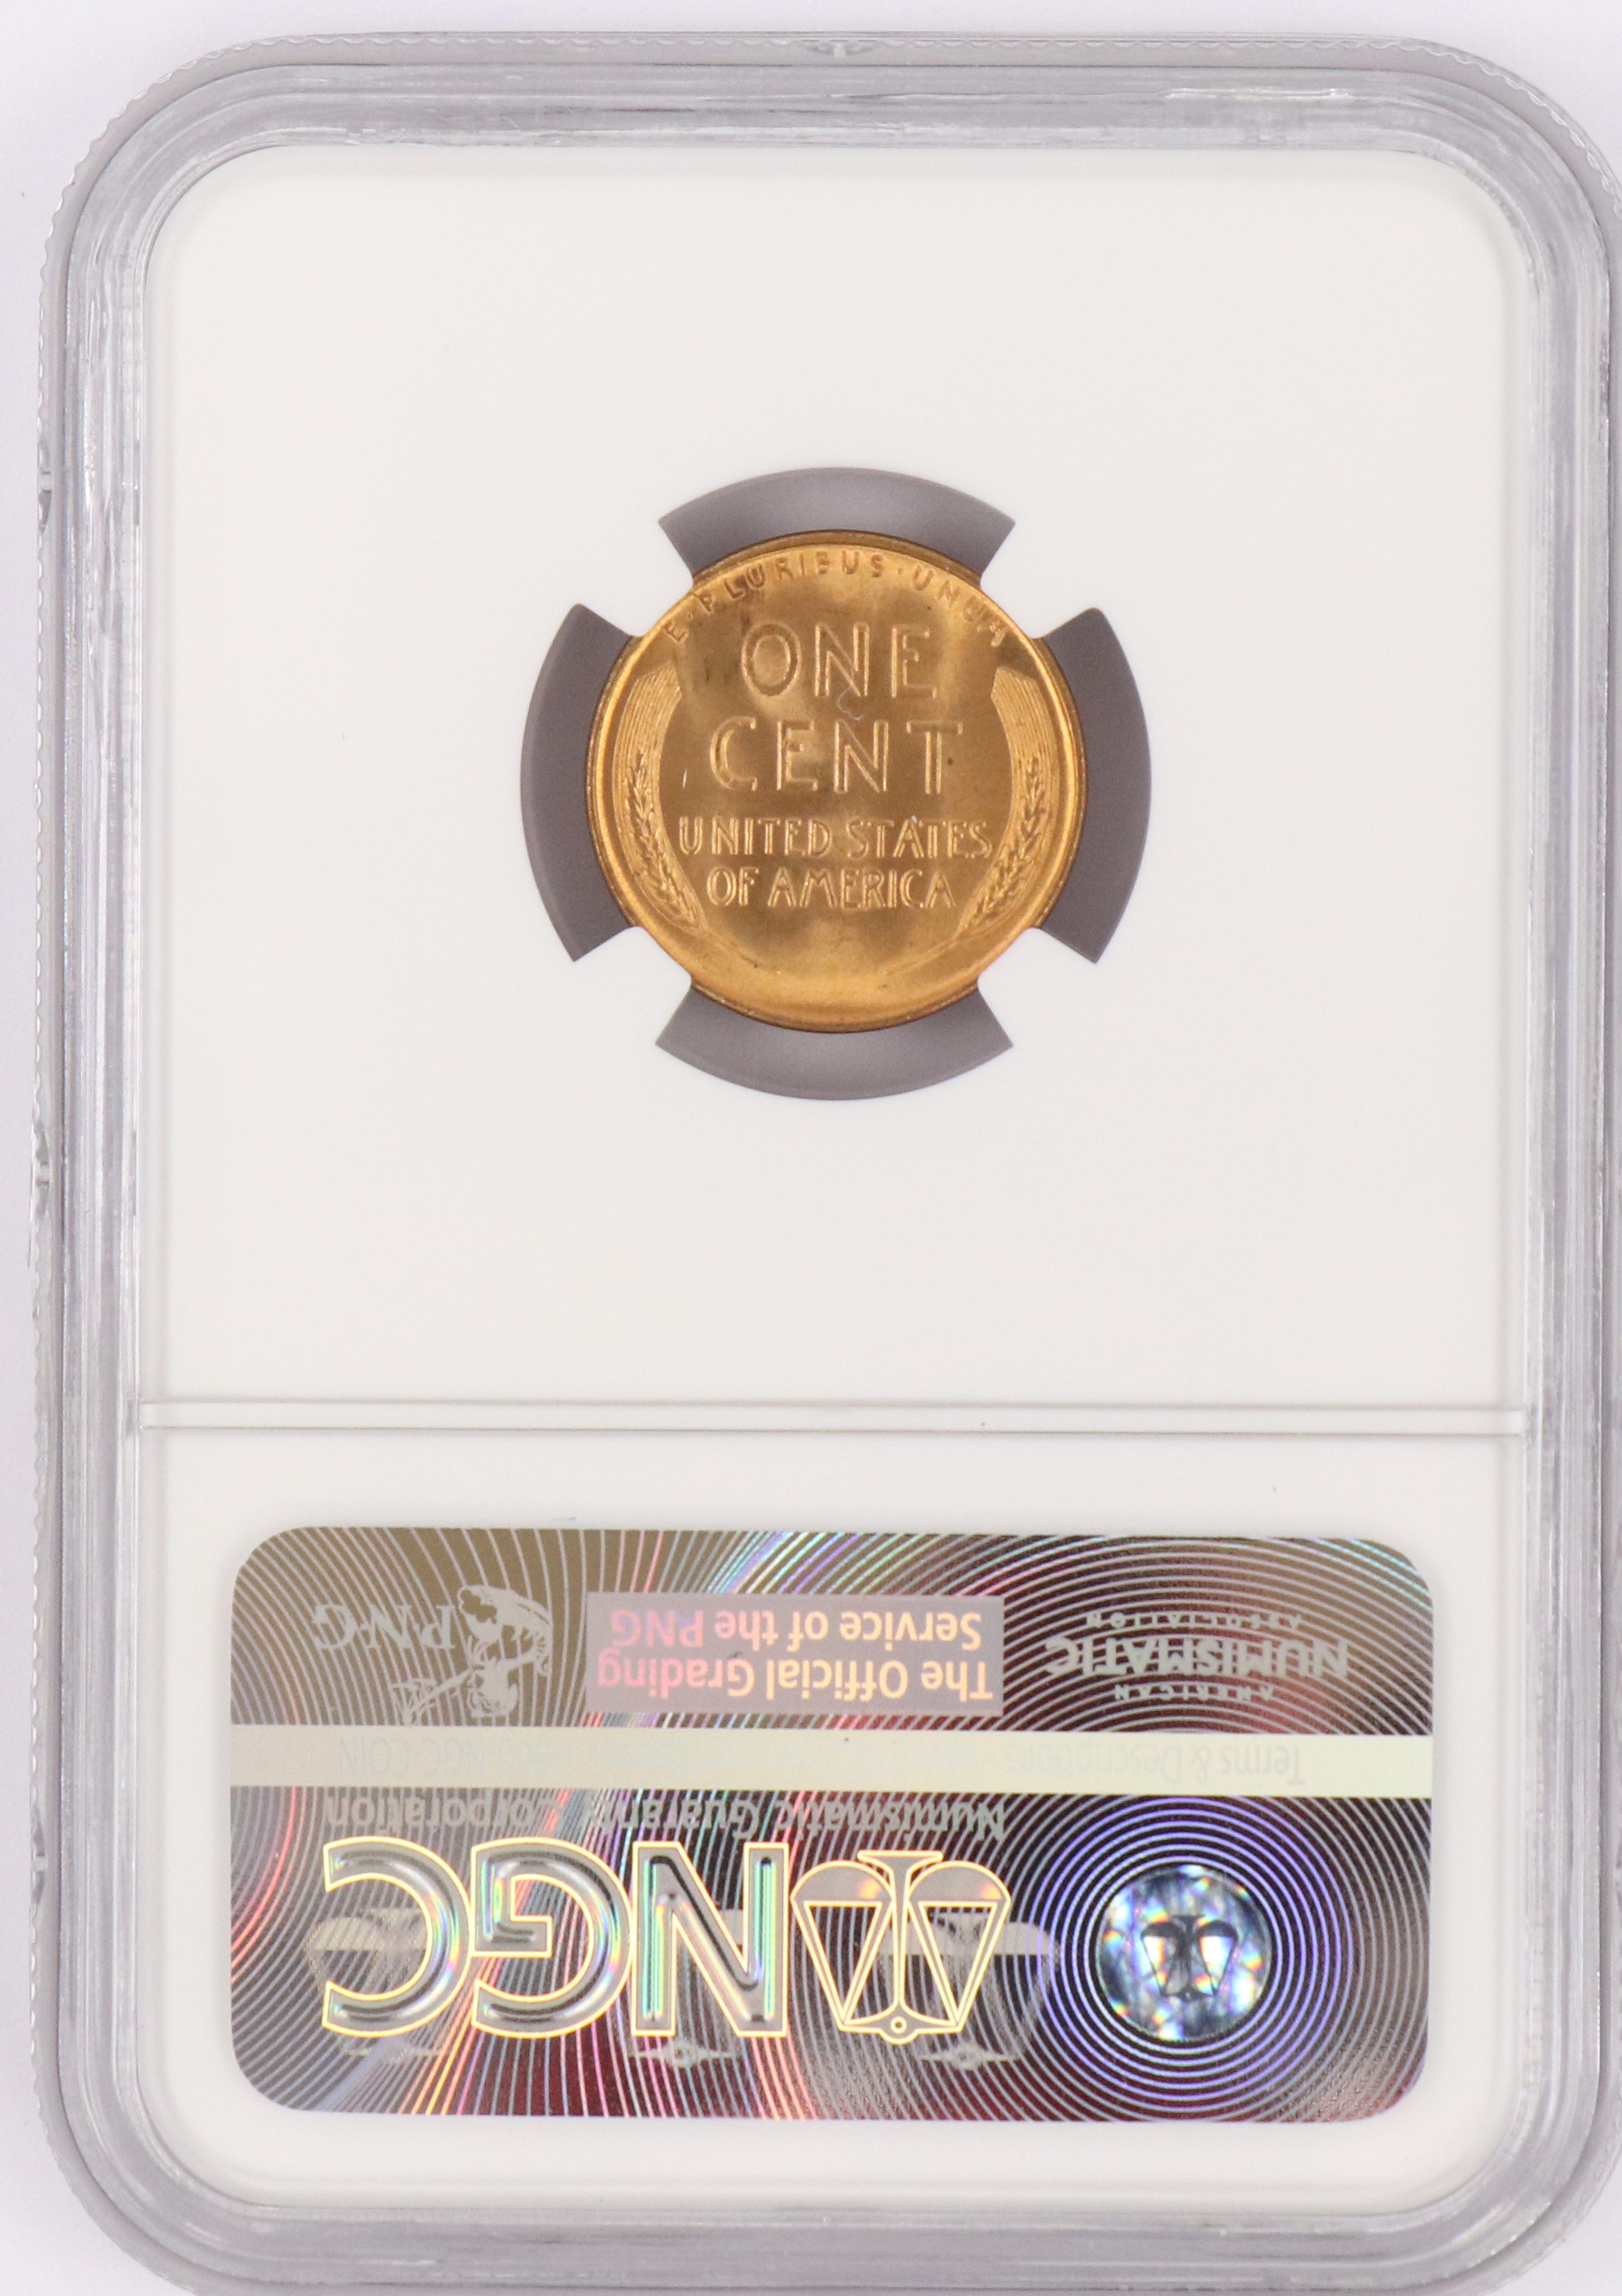 E · PLURIBUS · UNUM
ONE
CENT
UNITED STATES
OF AMERICA
NGC
Numismatic Guaranty Corporation
Terms & Descriptions
NGC-COIN
AMERICAN
NUMISMATIC
ASSOCIATION
The Official Grading
Service of the PNG
P·N·G